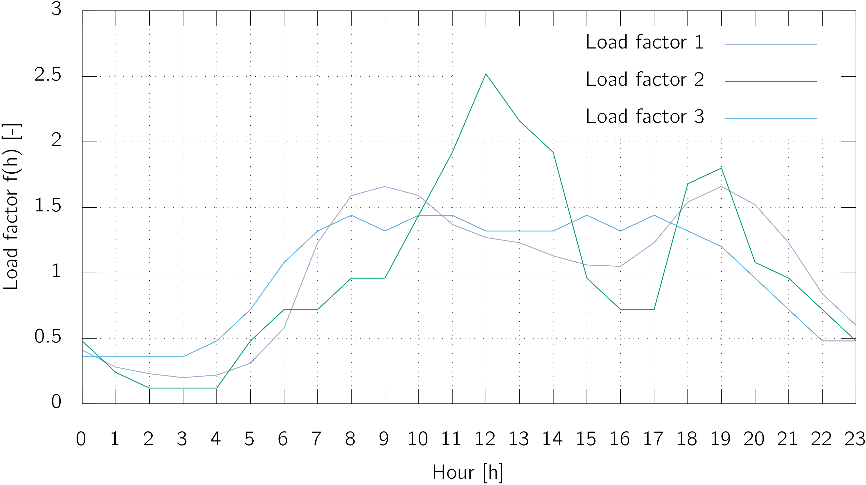 3
2.5
2
1.5
1
0.5
0
Load factor f(h) [-]
Load factor 1
Load factor 2
Load factor 3
0 1 2 3 4 5 6 7 8 9 10 11 12 13 14 15 16 17 18 19 20 21 22 23
Hour [h]